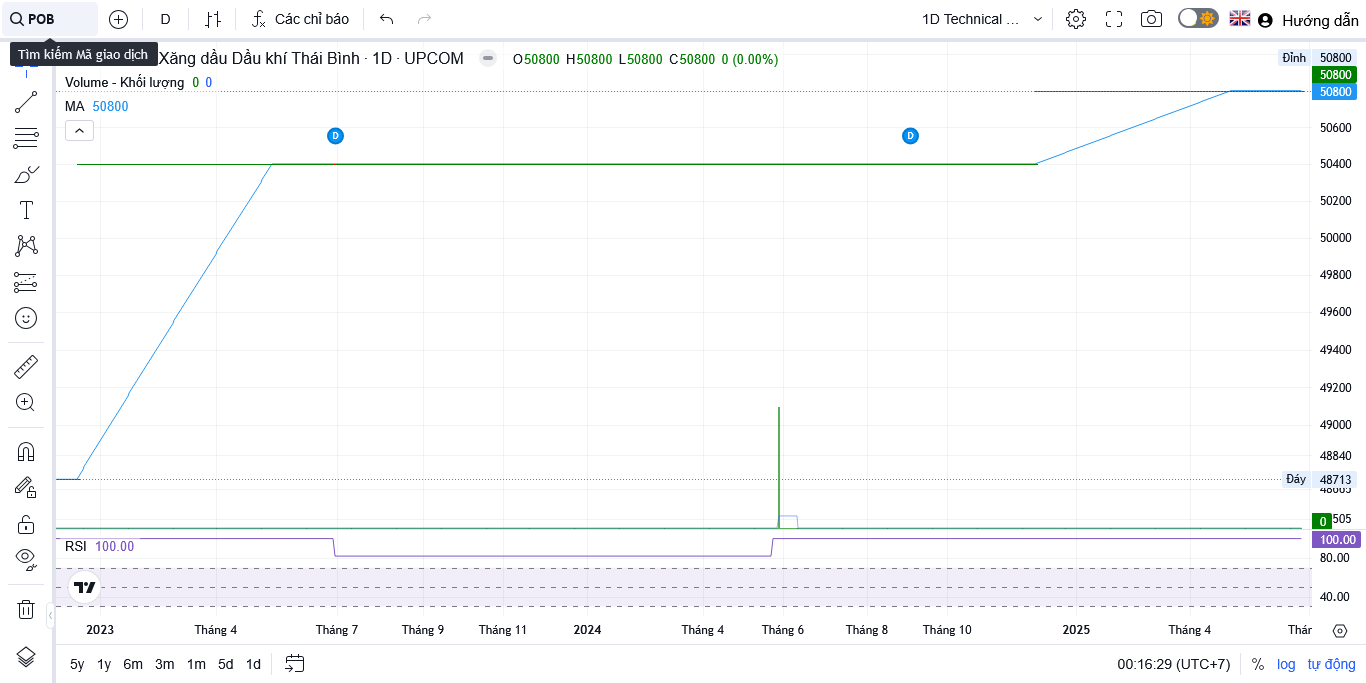 POB
D
Các chỉ báo
1D Technical ...
Hướng dẫn
Tìm kiếm Mã giao dịch
Xăng dầu Dầu khí Thái Bình · 1D · UPCOM
O50800 H50800 L50800 C50800 0 (0.00%)
Volume - Khối lượng 0 0
MA 50800
D
D
Đỉnh 50800
50800
50800
50600
50400
50200
50000
49800
49600
49400
49200
49000
48840
Đáy 48713
505
0
RSI 100.00
100.00
80.00
40.00
2023
Tháng 4
Tháng 7
Tháng 9
Tháng 11
2024
Tháng 4
Tháng 6
Tháng 8
Tháng 10
2025
Tháng 4
Thár
5y 1y 6m 3m 1m 5d 1d
00:16:29 (UTC+7)
% log tự động